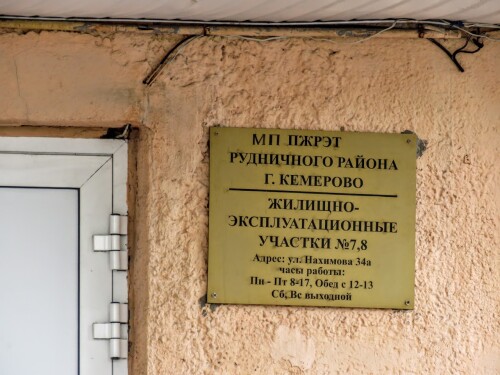 МП ПЖРЭТ
РУДНИЧНОГО РАЙОНА
Г. КЕМЕРОВО
ЖИЛИЩНО-
ЭКСПЛУАТАЦИОННЫЕ
УЧАСТКИ №7,8
Адрес: ул. Нахимова 34а
часы работы:
Пн - Пт 8-17, Обед с 12-13
Сб, Вс выходной